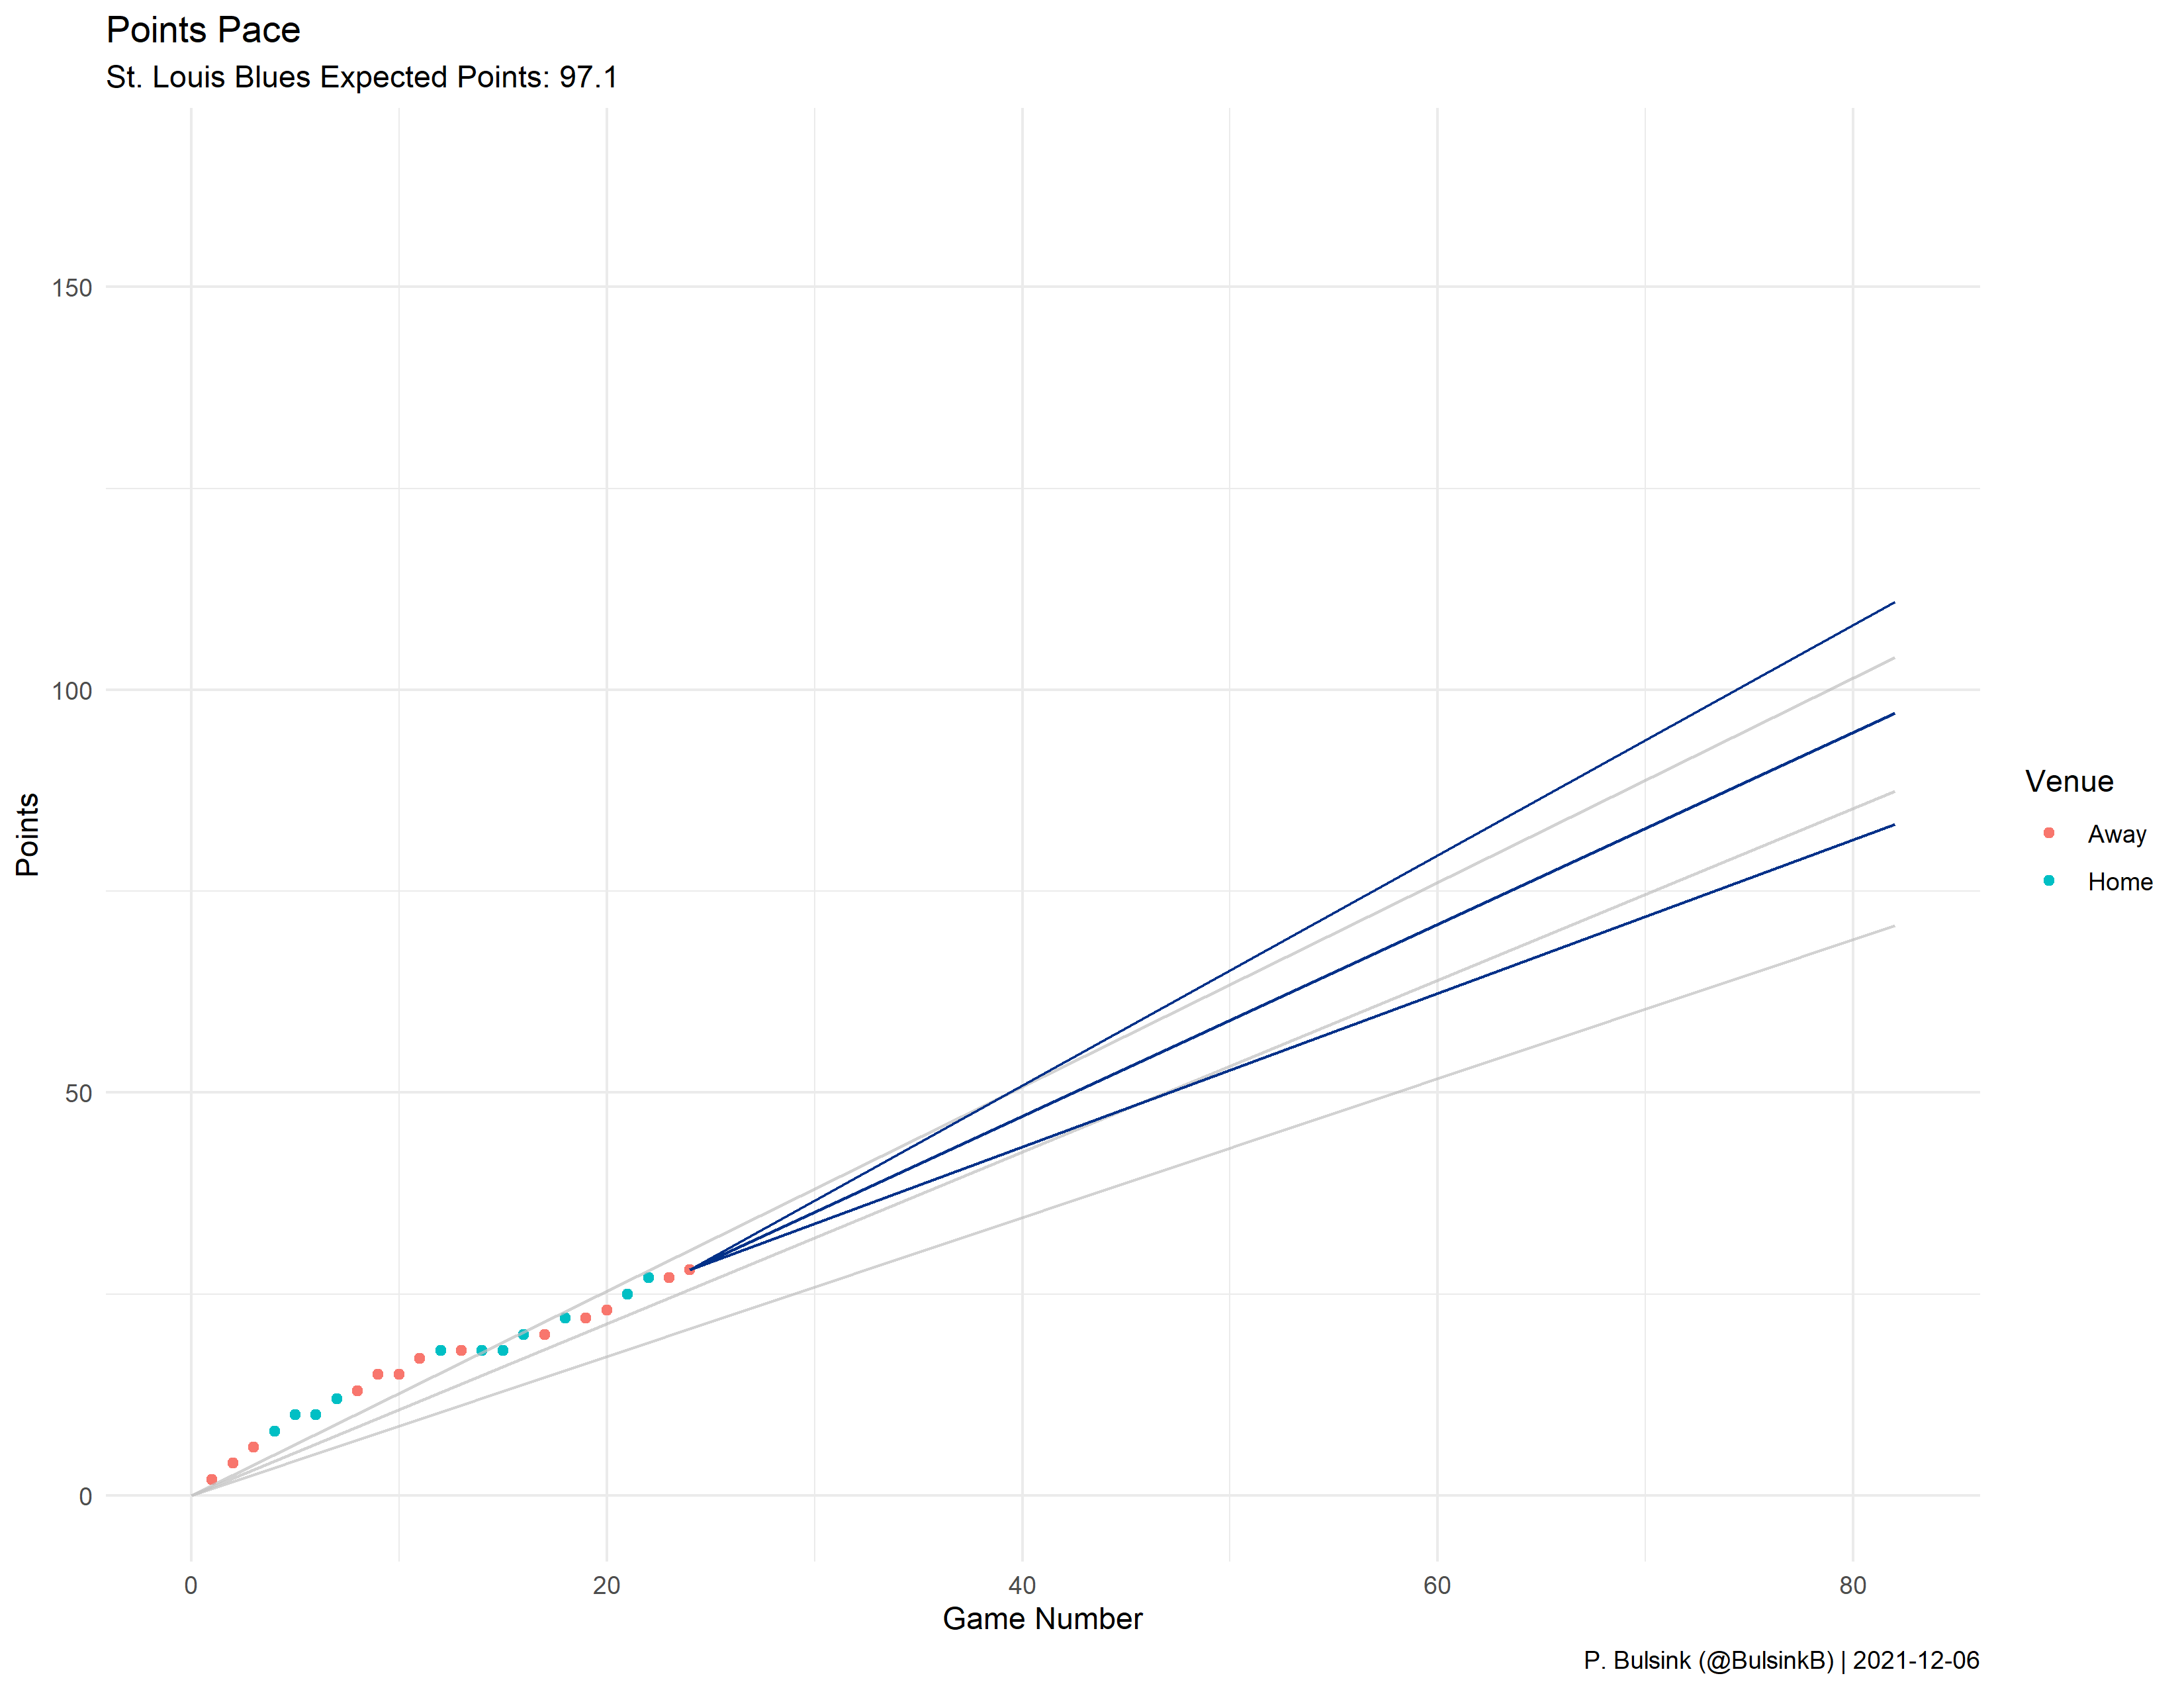 Points Pace
St. Louis Blues Expected Points: 97.1
150
100
50
0
Points
0 20 40 60 80
Game Number
Venue
Away
Home
P. Bulsink (@BulsinkB) | 2021-12-06